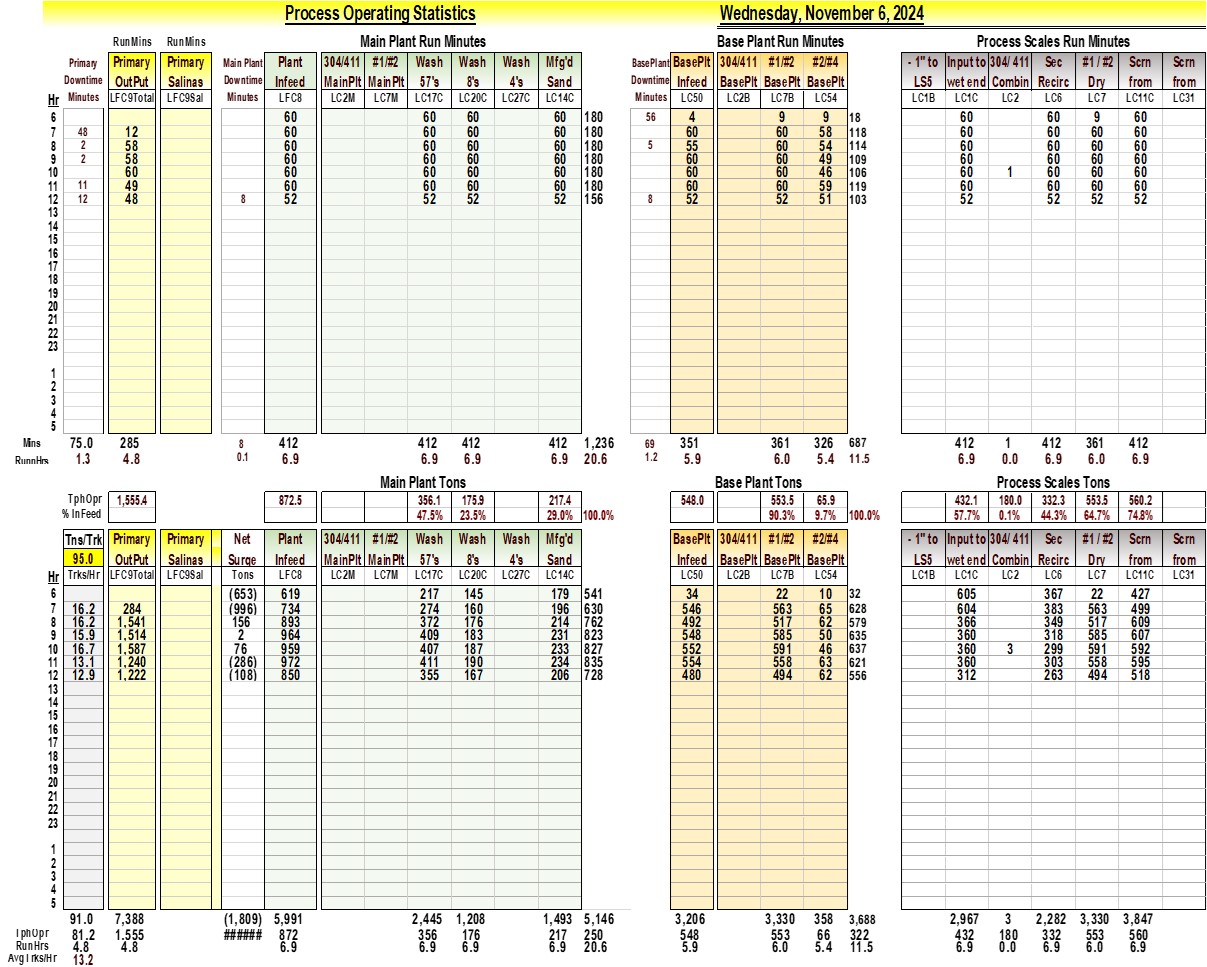 Process Operating Statistics Wednesday, November 6, 2024
RunMins RunMins Main Plant Run Minutes Base Plant Run Minutes Process Scales Run Minutes
Primary Primary Primary Main Plant Plant 304/411 #1/#2 Wash Wash Wash Mfg'd BasePlant BasePlt 304/411 #1/#2 #2/#4 - 1" to Input to 304/ 411 Sec #1 / #2 Scrn Scrn
Downtime OutPut Salinas Downtime Infeed MainPlt MainPlt 57's 8's 4's Sand Downtime Infeed BasePlt BasePlt BasePlt LS5 wet end Combin Recirc Dry from from
Hr Minutes LFC9Total LFC9Sal Minutes LFC8 LC2M LC7M LC17C LC20C LC27C LC14C Minutes LC50 LC2B LC7B LC54 LC1B LC1C LC2 LC6 LC7 LC11C LC31
6 60 60 60 60 180 56 4 9 9 18 60 60 9 60
7 48 12 60 60 60 60 180 60 60 58 118 60 60 60 60
8 2 58 60 60 60 60 180 5 55 60 54 114 60 60 60 60
9 2 58 60 60 60 60 180 60 60 49 109 60 60 60 60
10 60 60 60 60 60 180 60 60 46 106 60 1 60 60 60
11 11 49 60 60 60 60 180 60 60 59 119 60 60 60 60
12 12 48 8 52 52 52 52 156 8 52 52 51 103 52 52 52 52
13
14
15
16
17
18
19
20
21
22
23
1
2
3
4
5
Mins 75.0 285 8 412 412 412 412 1,236 69 351 361 326 687 412 1 412 361 412
RunnHrs 1.3 4.8 0.1 6.9 6.9 6.9 6.9 20.6 1.2 5.9 6.0 5.4 11.5 6.9 0.0 6.9 6.0 6.9
Main Plant Tons Base Plant Tons Process Scales Tons
TphOpr 1,555.4 872.5 356.1 175.9 217.4 548.0 553.5 65.9 432.1 180.0 332.3 553.5 560.2
% InFeed 47.5% 23.5% 29.0% 100.0% 90.3% 9.7% 100.0% 57.7% 0.1% 44.3% 64.7% 74.8%
Tns/Trk Primary Primary Net Plant 304/411 #1/#2 Wash Wash Wash Mfg'd BasePlt 304/411 #1/#2 #2/#4 - 1" to Input to 304/ 411 Sec #1 / #2 Scrn Scrn
95.0 OutPut Salinas Surge Infeed MainPlt MainPlt 57's 8's 4's Sand Infeed BasePlt BasePlt BasePlt LS5 wet end Combin Recirc Dry from from
Hr Trks/Hr LFC9Total LFC9Sal Tons LFC8 LC2M LC7M LC17C LC20C LC27C LC14C LC50 LC2B LC7B LC54 LC1B LC1C LC2 LC6 LC7 LC11C LC31
6 (653) 619 217 145 179 541 34 22 10 32 605 367 22 427
7 16.2 284 (996) 734 274 160 196 630 546 563 65 628 604 383 563 499
8 16.2 1,541 156 893 372 176 214 762 492 517 62 579 366 349 517 609
9 15.9 1,514 2 964 409 183 231 823 548 585 50 635 360 318 585 607
10 16.7 1,587 76 959 407 187 233 827 552 591 46 637 360 3 299 591 592
11 13.1 1,240 (286) 972 411 190 234 835 554 558 63 621 360 303 558 595
12 12.9 1,222 (108) 850 355 167 206 728 480 494 62 556 312 263 494 518
13
14
15
16
17
18
19
20
21
22
23
1
2
3
4
5
91.0 7,388 (1,809) 5,991 2,445 1,208 1,493 5,146 3,206 3,330 358 3,688 2,967 3 2,282 3,330 3,847
TphOpr 81.2 1,555 ###### 872 356 176 217 250 548 553 66 322 432 180 332 553 560
RunHrs 4.8 4.8 6.9 6.9 6.9 6.9 20.6 5.9 6.0 5.4 11.5 6.9 0.0 6.9 6.0 6.9
AvgTrks/Hr 13.2